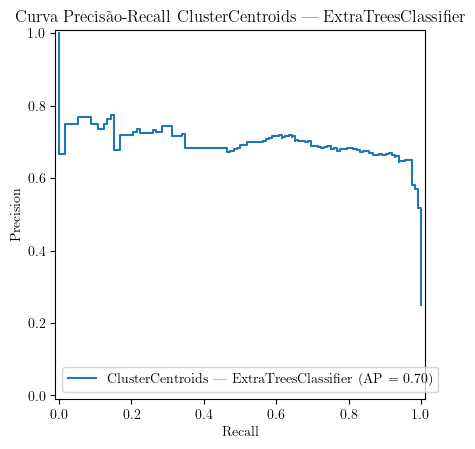 Curva Precisão-Recall ClusterCentroids — ExtraTreesClassifier
1.0
0.8
0.6
0.4
0.2
0.0
Precision
ClusterCentroids — ExtraTreesClassifier (AP = 0.70)
0.0 0.2 0.4 0.6 0.8 1.0
Recall